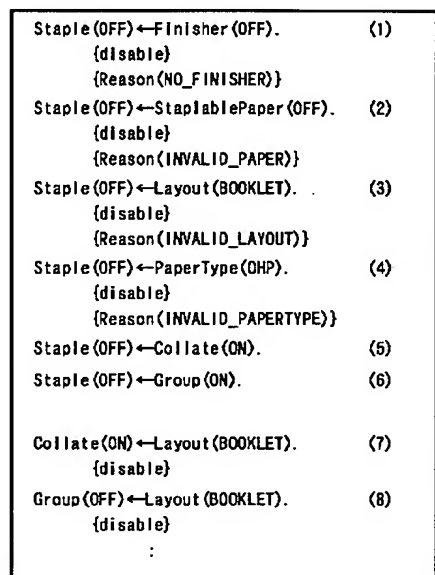 Staple(OFF)←Finisher(OFF). (1)
{disable}
{Reason(NO_FINISHER)}
Staple(OFF)←StaplablePaper(OFF). (2)
{disable}
{Reason(INVALID_PAPER)}
Staple(OFF)←Layout(BOOKLET). (3)
{disable}
{Reason(INVALID_LAYOUT)}
Staple(OFF)←PaperType(OHP). (4)
{disable}
{Reason(INVALID_PAPERTYPE)}
Staple(OFF)←Collate(ON). (5)
Staple(OFF)←Group(ON). (6)
Collate(ON)←Layout(BOOKLET). (7)
{disable}
Group(OFF)←Layout(BOOKLET). (8)
{disable}
: